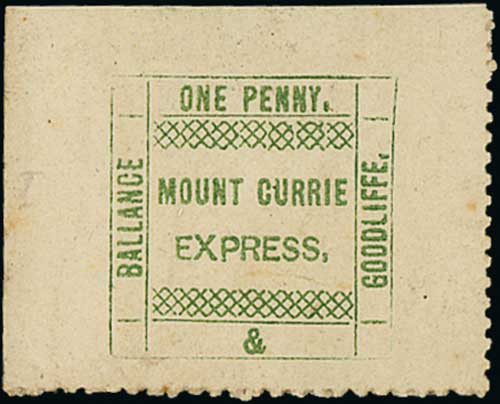 ONE PENNY.
BALLANCE
MOUNT CURRIE
EXPRESS,
&
GOODLIFFE.